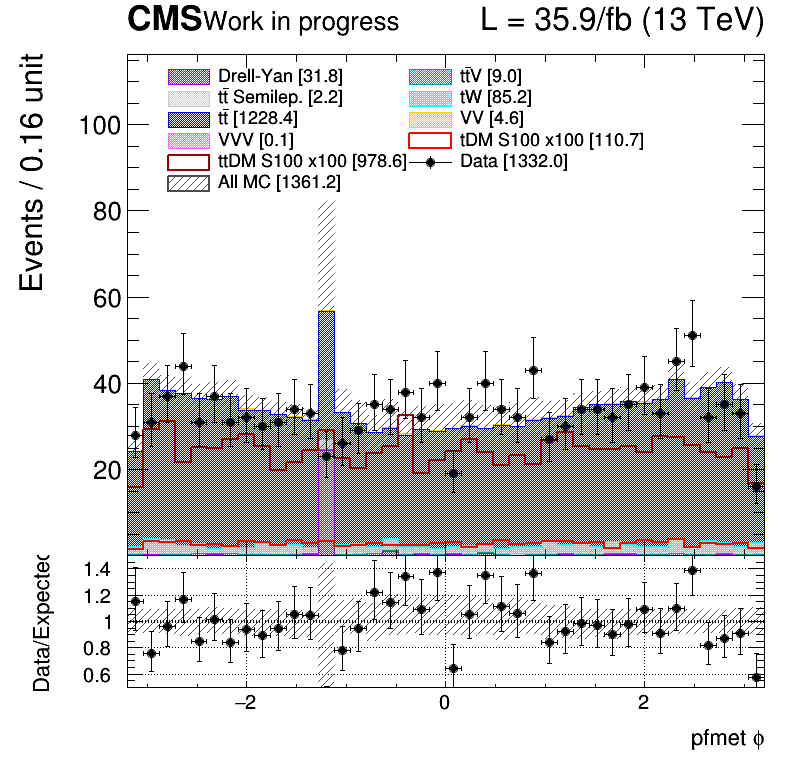 CMS Work in progress L = 35.9/fb (13 TeV)
Events / 0.16 unit
Drell-Yan [31.8] tt̄V [9.0]
tt̄ Semilep. [2.2] tW [85.2]
tt̄ [1228.4] VV [4.6]
VVV [0.1] tDM S100 x100 [110.7]
ttDM S100 x100 [978.6] Data [1332.0]
All MC [1361.2]
100
80
60
40
20
Data/Expected
1.4
1.2
1
0.8
0.6
−2 0 2
pfmet ϕ